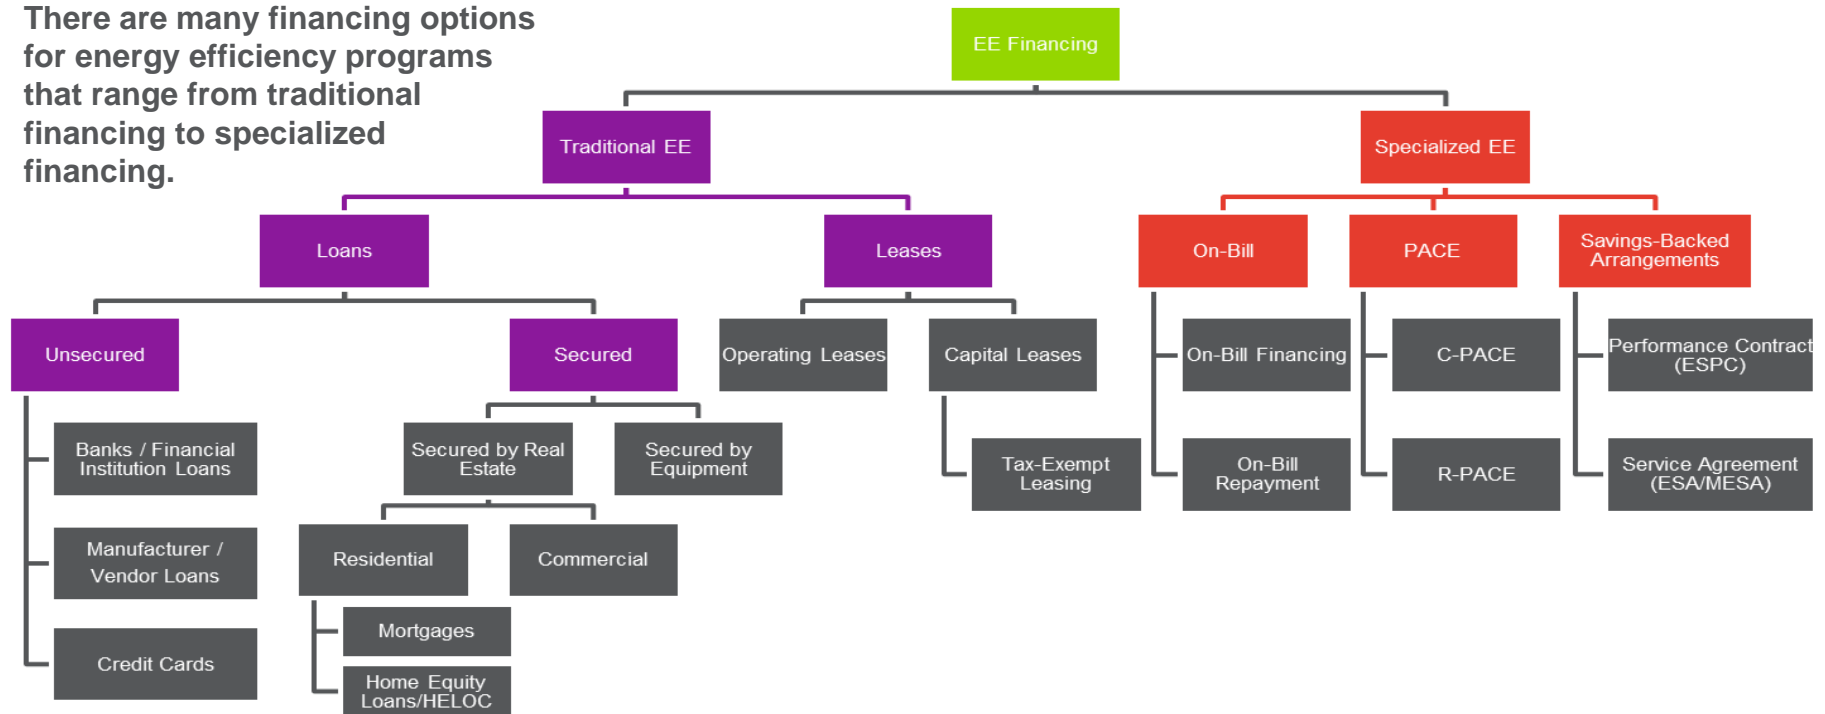 There are many financing options
for energy efficiency programs
that range from traditional
financing to specialized
financing.
EE Financing
Traditional EE
Specialized EE
Loans
Leases
On-Bill
PACE
Savings-Backed
Arrangements
Unsecured
Secured
Operating Leases
Capital Leases
On-Bill Financing
C-PACE
Performance Contract
(ESPC)
Banks / Financial
Institution Loans
Secured by Real
Estate
Secured by
Equipment
Tax-Exempt
Leasing
On-Bill
Repayment
R-PACE
Service Agreement
(ESA/MESA)
Manufacturer /
Vendor Loans
Residential
Commercial
Mortgages
Credit Cards
Home Equity
Loans/HELOC